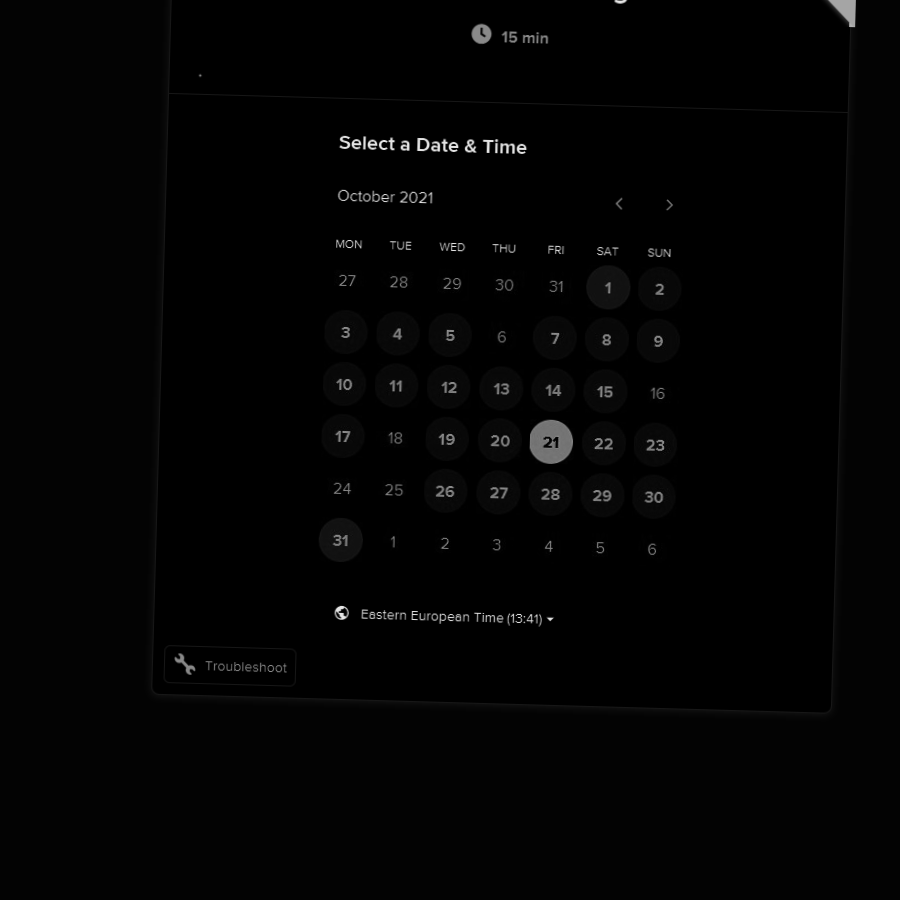 15 min
Select a Date & Time
October 2021
MON TUE WED THU FRI SAT SUN
27 28 29 30 31 1 2
3 4 5 6 7 8 9
10 11 12 13 14 15 16
17 18 19 20 21 22 23
24 25 26 27 28 29 30
31 1 2 3 4 5 6
Eastern European Time (13:41)
Troubleshoot